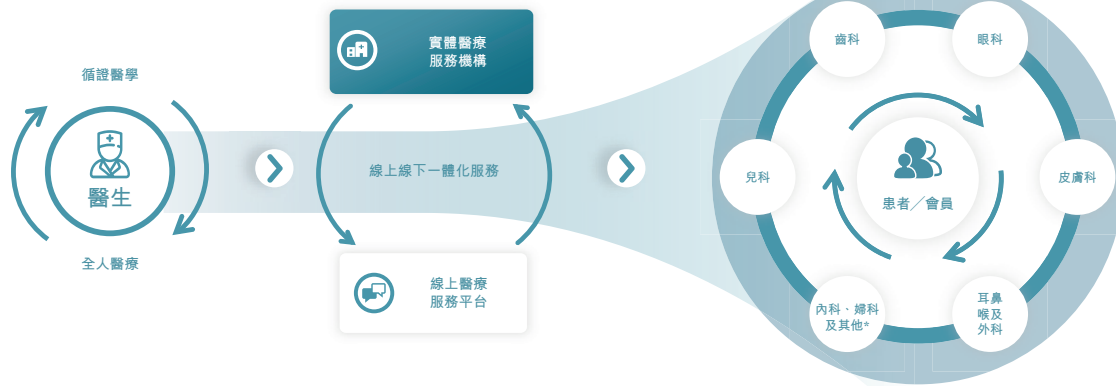 循證醫學
醫生
全人醫療
實體醫療
服務機構
線上線下一體化服務
線上醫療
服務平台
齒科
眼科
兒科
患者／會員
皮膚科
內科、婦科
及其他*
耳鼻
喉及
外科